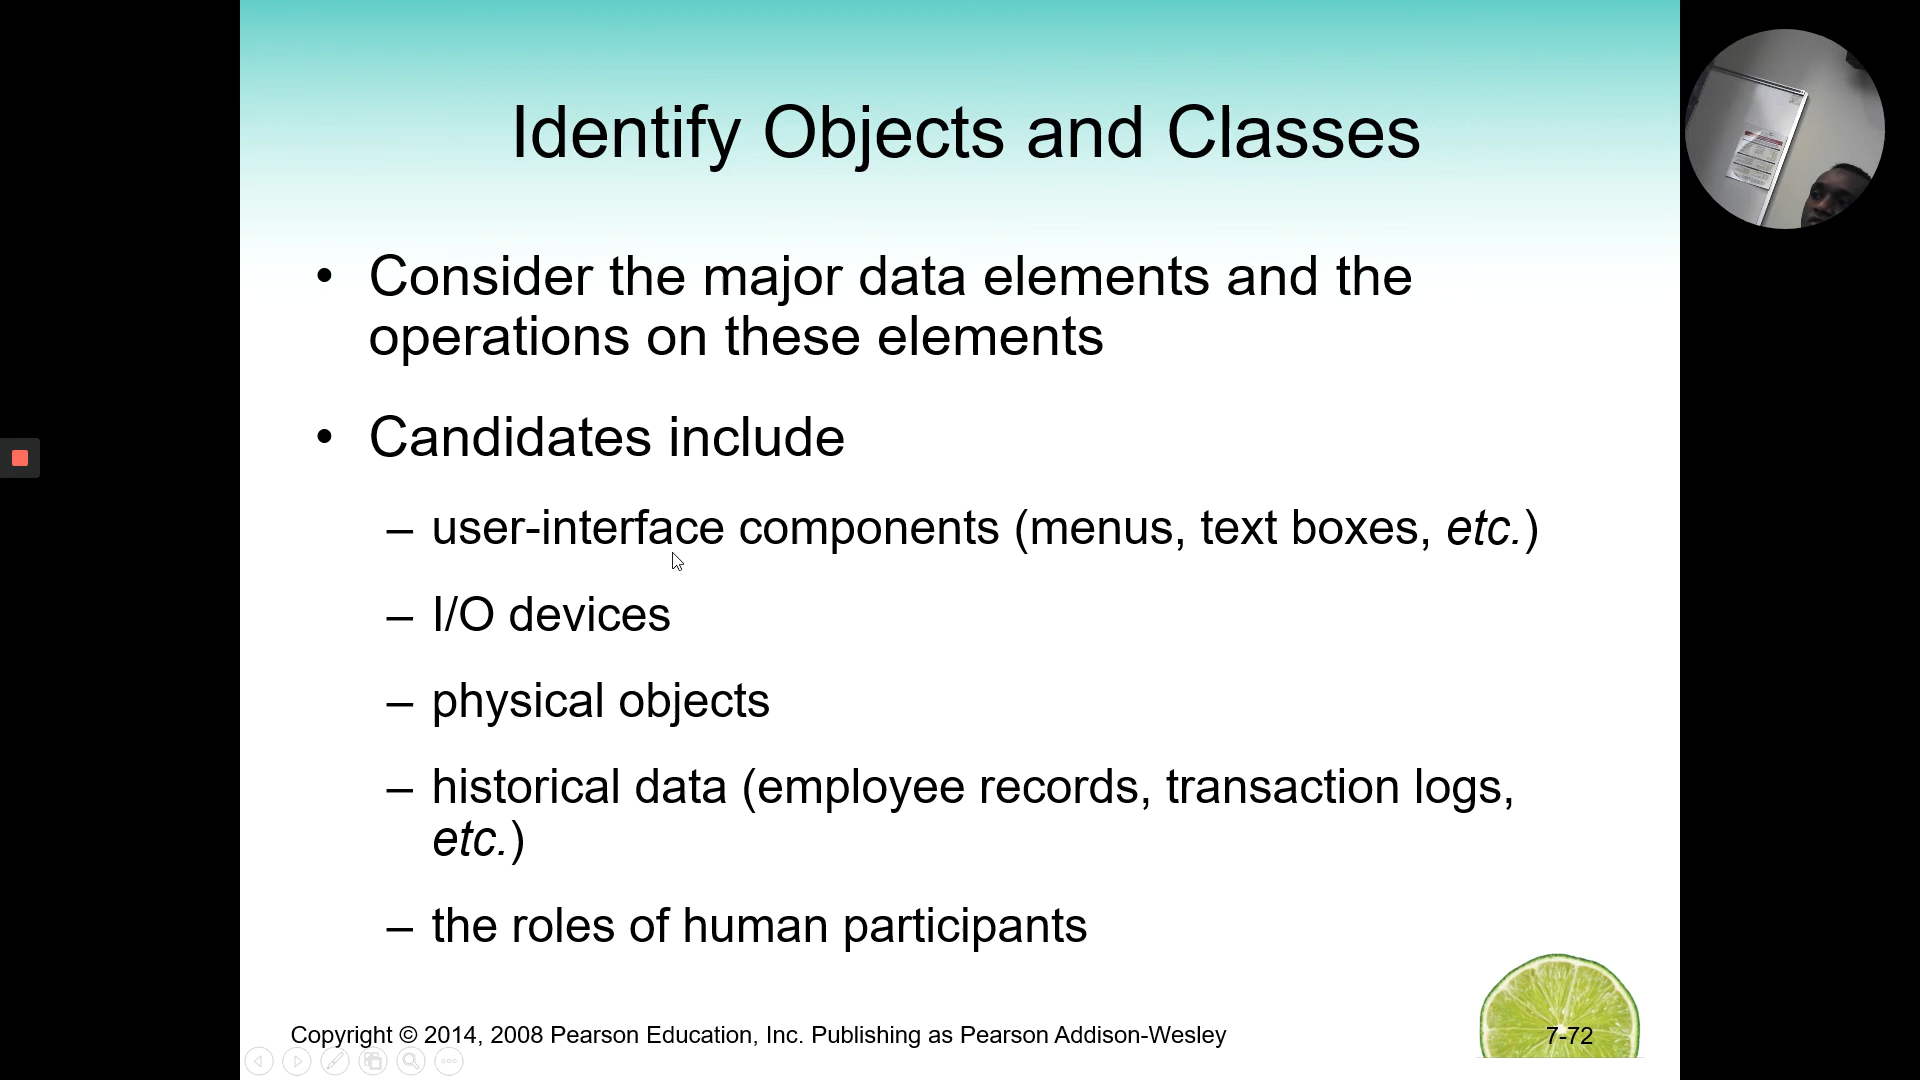 Identify Objects and Classes
• Consider the major data elements and the
operations on these elements
• Candidates include
– user-interface components (menus, text boxes, etc.)
– I/O devices
– physical objects
– historical data (employee records, transaction logs,
etc.)
– the roles of human participants
Copyright © 2014, 2008 Pearson Education, Inc. Publishing as Pearson Addison-Wesley
7-72